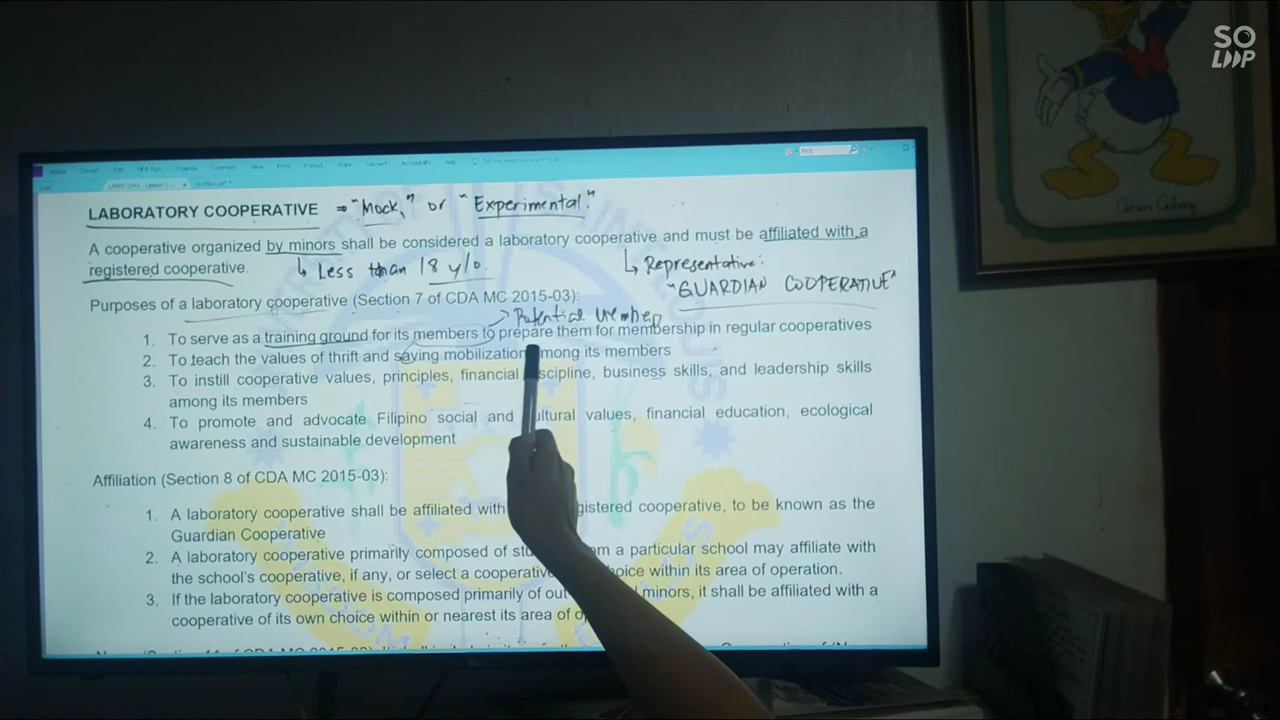 SO
LOOP
LABORATORY COOPERATIVE ⇒ "Mock," or "Experimental."
A cooperative organized by minors shall be considered a laboratory cooperative and must be affiliated with a
registered cooperative. ↳ Less than 18 y/o. ↳ Representative:
"GUARDIAN COOPERATIVE"
Purposes of a laboratory cooperative (Section 7 of CDA MC 2015-03):
Potential member
1. To serve as a training ground for its members to prepare them for membership in regular cooperatives
2. To teach the values of thrift and saving mobilization among its members
3. To instill cooperative values, principles, financial scipline, business skills, and leadership skills
among its members
4. To promote and advocate Filipino social and ultural values, financial education, ecological
awareness and sustainable development
Affiliation (Section 8 of CDA MC 2015-03):
1. A laboratory cooperative shall be affiliated with gistered cooperative, to be known as the
Guardian Cooperative
2. A laboratory cooperative primarily composed of stu om a particular school may affiliate with
the school's cooperative, if any, or select a cooperative hoice within its area of operation.
3. If the laboratory cooperative is composed primarily of out minors, it shall be affiliated with a
cooperative of its own choice within or nearest its area of o